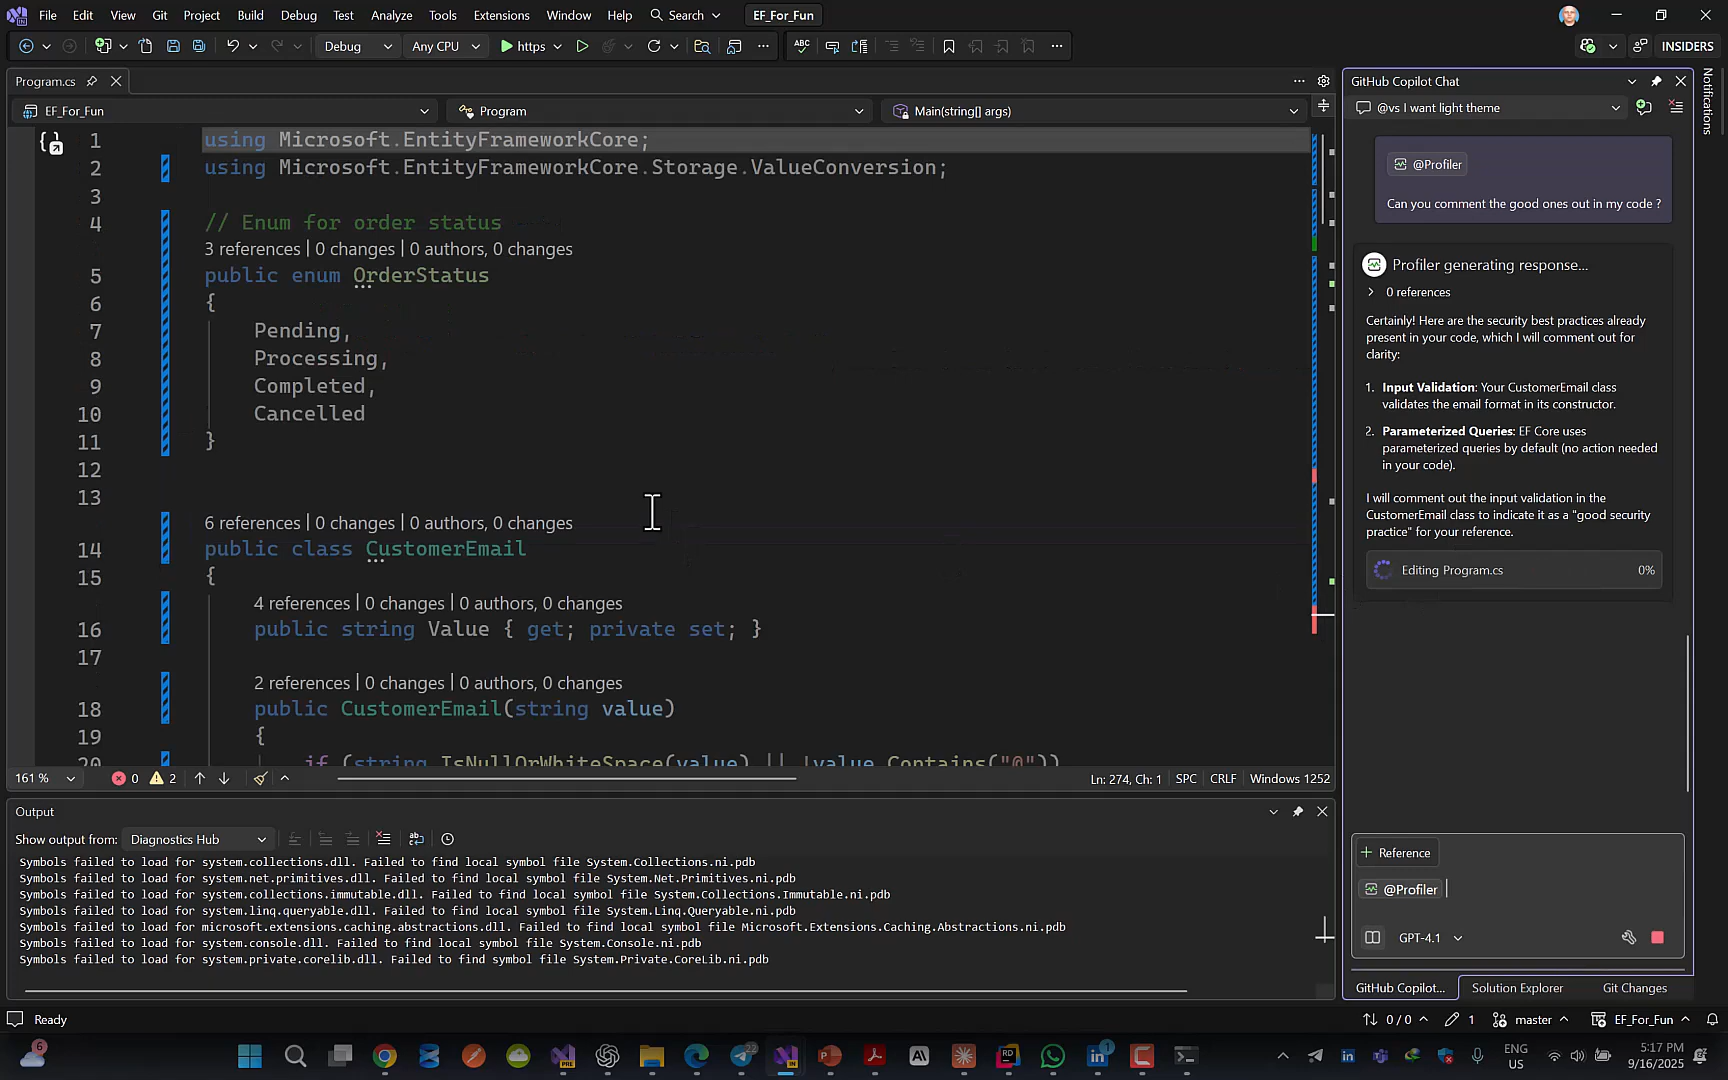 File Edit View Git Project Build Debug Test Analyze Tools Extensions Window Help Search EF_For_Fun
Debug Any CPU https INSIDERS
Program.cs
EF_For_Fun Program Main(string[] args)
1 using Microsoft.EntityFrameworkCore;
2 using Microsoft.EntityFrameworkCore.Storage.ValueConversion;
3
4 // Enum for order status
3 references | 0 changes | 0 authors, 0 changes
5 public enum OrderStatus
6 {
7 Pending,
8 Processing,
9 Completed,
10 Cancelled
11 }
12
13
6 references | 0 changes | 0 authors, 0 changes
14 public class CustomerEmail
15 {
4 references | 0 changes | 0 authors, 0 changes
16 public string Value { get; private set; }
17
2 references | 0 changes | 0 authors, 0 changes
18 public CustomerEmail(string value)
19 {
20 if (string.IsNullOrWhiteSpace(value) || !value.Contains("@"))
161 % 0 2 Ln: 274, Ch: 1 SPC CRLF Windows 1252
Output
Show output from: Diagnostics Hub
Symbols failed to load for system.collections.dll. Failed to find local symbol file System.Collections.ni.pdb
Symbols failed to load for system.net.primitives.dll. Failed to find local symbol file System.Net.Primitives.ni.pdb
Symbols failed to load for system.collections.immutable.dll. Failed to find local symbol file System.Collections.Immutable.ni.pdb
Symbols failed to load for system.linq.queryable.dll. Failed to find local symbol file System.Linq.Queryable.ni.pdb
Symbols failed to load for microsoft.extensions.caching.abstractions.dll. Failed to find local symbol file Microsoft.Extensions.Caching.Abstractions.ni.pdb
Symbols failed to load for system.console.dll. Failed to find local symbol file System.Console.ni.pdb
Symbols failed to load for system.private.corelib.dll. Failed to find local symbol file System.Private.CoreLib.ni.pdb
GitHub Copilot Chat
@vs I want light theme
@Profiler
Can you comment the good ones out in my code ?
Profiler generating response...
0 references
Certainly! Here are the security best practices already
present in your code, which I will comment out for
clarity:
1. Input Validation: Your CustomerEmail class
validates the email format in its constructor.
2. Parameterized Queries: EF Core uses
parameterized queries by default (no action needed
in your code).
I will comment out the input validation in the
CustomerEmail class to indicate it as a "good security
practice" for your reference.
Editing Program.cs 0%
+ Reference
@Profiler
GPT-4.1
GitHub Copilot... Solution Explorer Git Changes
Notifications
Ready 0 / 0 1 master EF_For_Fun
6 PRE 22 RD 1 ENG
US
5:17 PM
9/16/2025